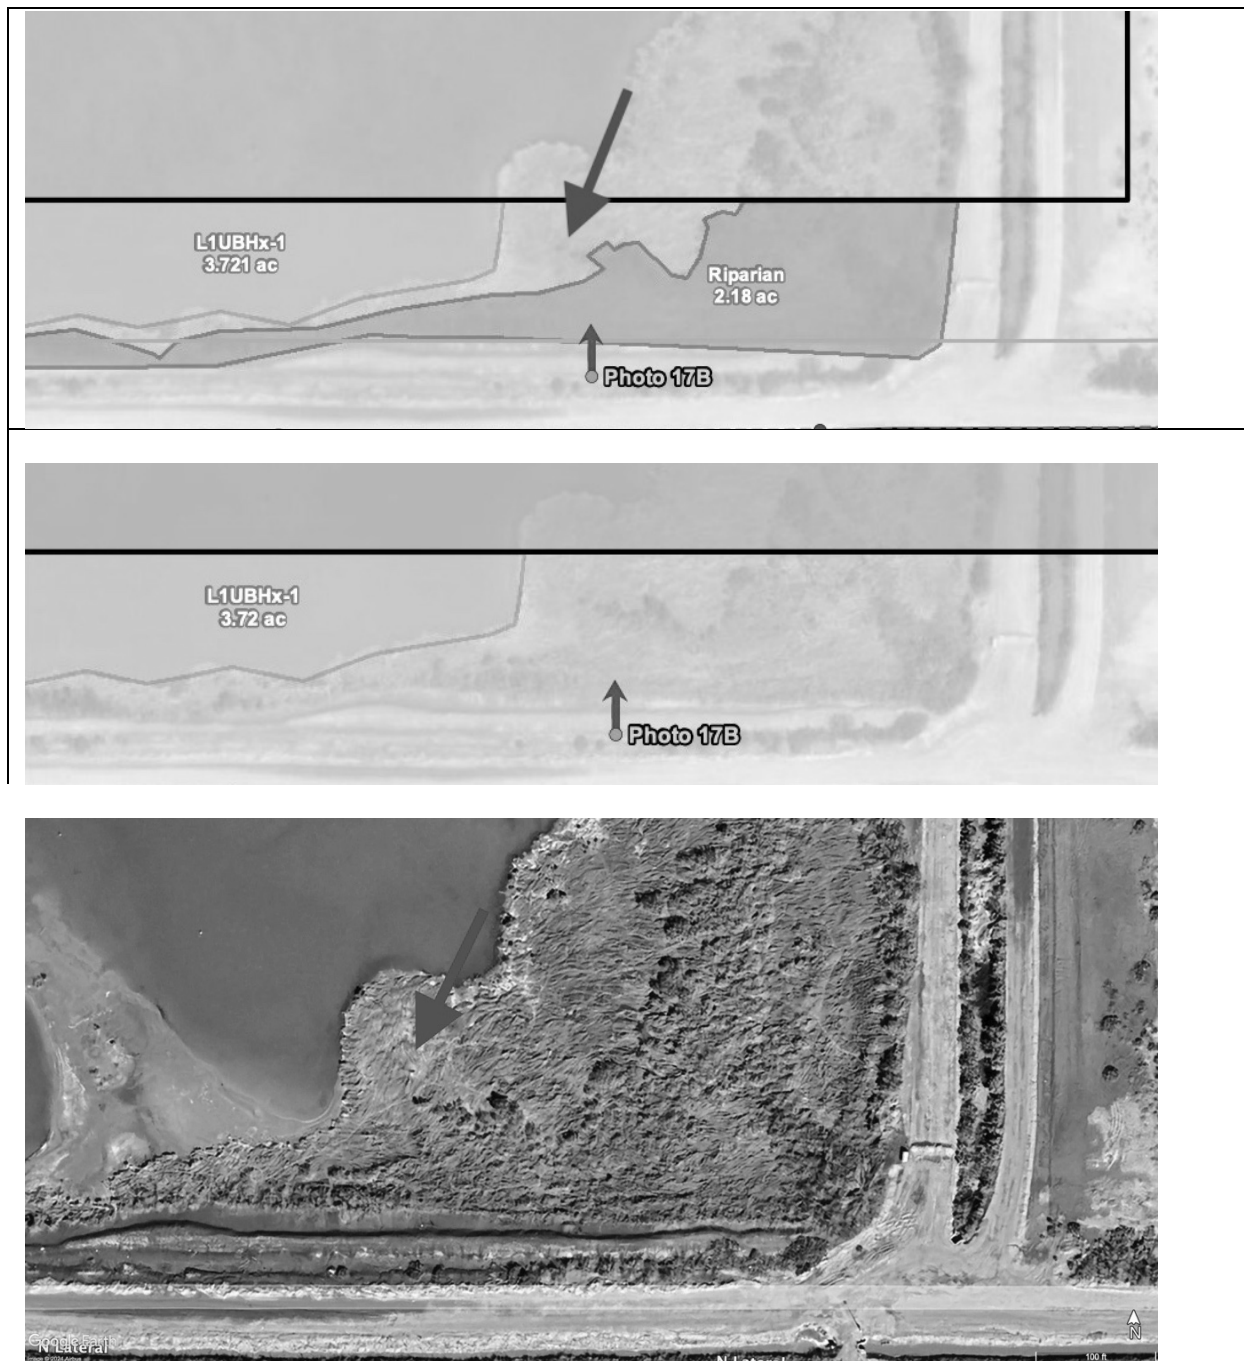 L1UBHx-1
3.721 ac
Riparian
2.18 ac
Photo 17B
L1UBHx-1
3.72 ac
Photo 17B
N
Google Earth
N Lateral
N Lateral
100 ft